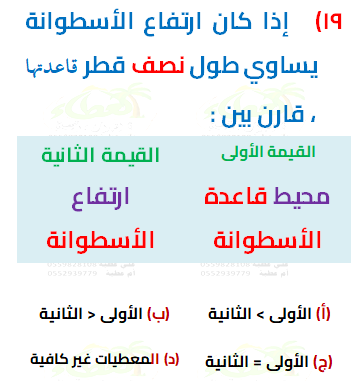 ١٩) إذا كان ارتفاع الأسطوانة
يساوي طول نصف قطر قاعدتها
، قارن بين :
القيمة الأولى
القيمة الثانية
محيط قاعدة
الأسطوانة
ارتفاع
الأسطوانة
(أ) الأولى > الثانية
(ب) الأولى < الثانية
(ج) الأولى = الثانية
(د) المعطيات غير كافية